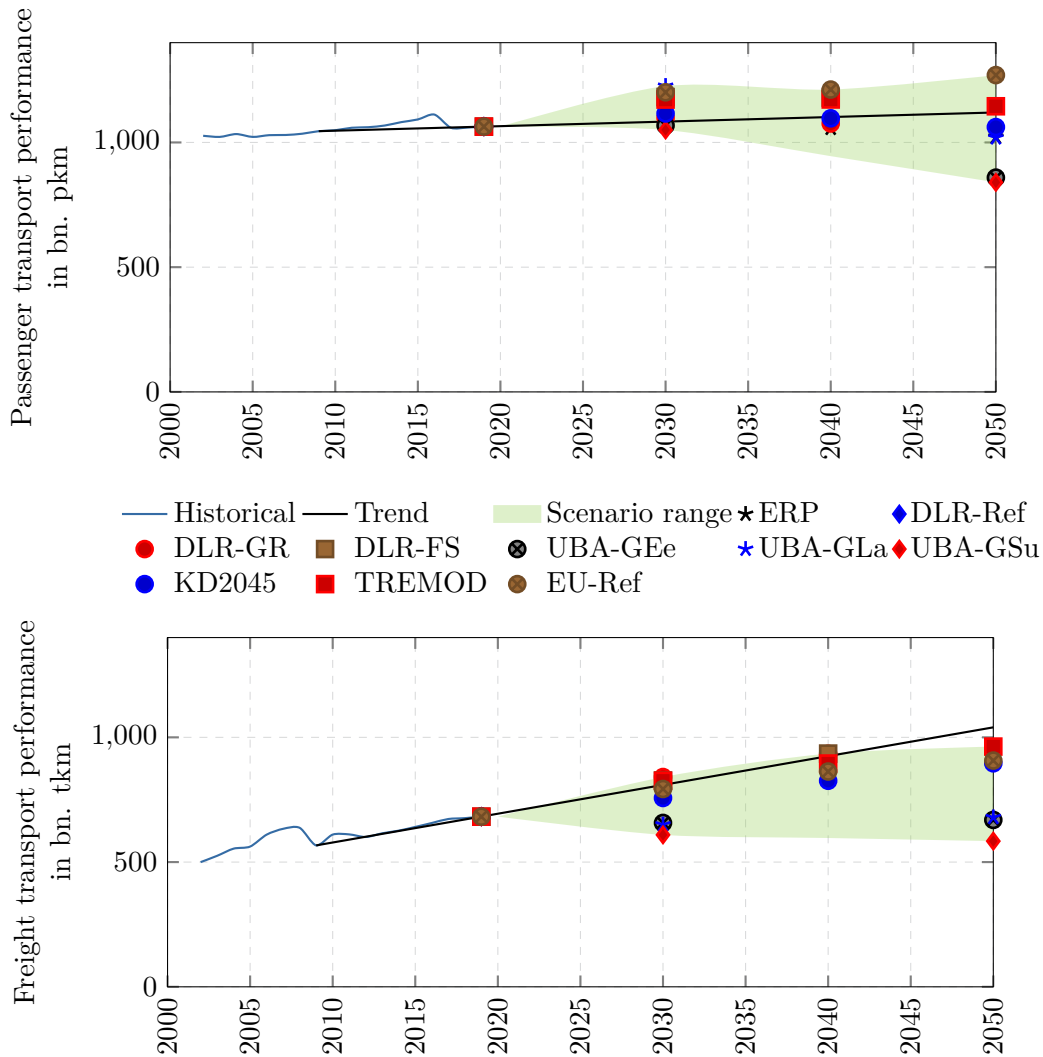 Passenger transport performance
in bn. pkm
1,000
500
0
2000 2005 2010 2015 2020 2025 2030 2035 2040 2045 2050
Historical Trend Scenario range ERP DLR-Ref
DLR-GR DLR-FS UBA-GEe UBA-GLa UBA-GSu
KD2045 TREMOD EU-Ref
Freight transport performance
in bn. tkm
1,000
500
0
2000 2005 2010 2015 2020 2025 2030 2035 2040 2045 2050